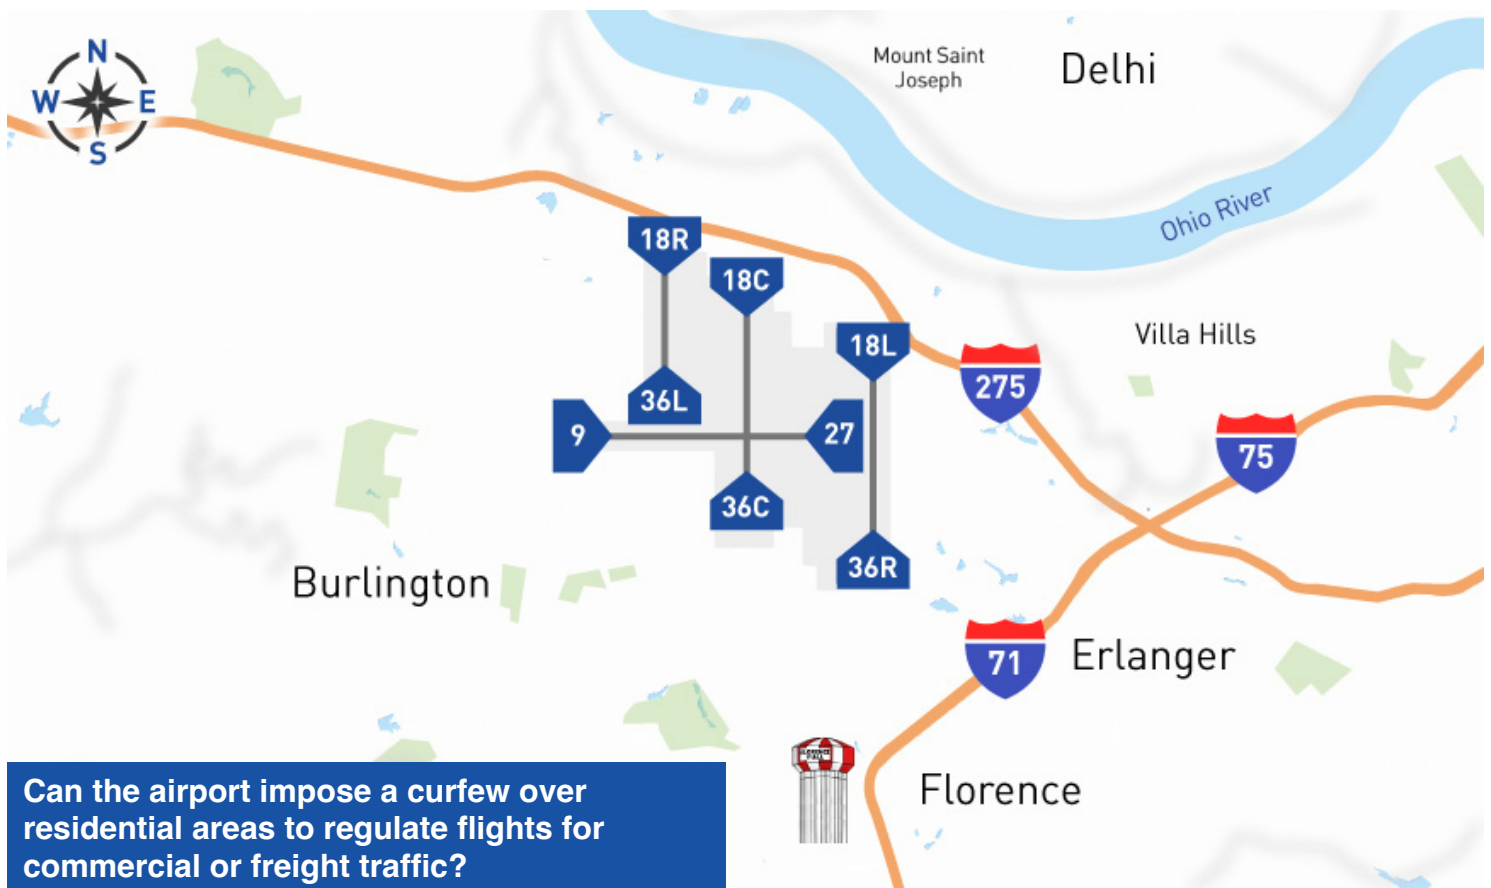 N
W
E
S
Mount Saint
Joseph
Delhi
Ohio River
18R
18C
18L
Villa Hills
275
36L
9
27
75
36C
36R
Burlington
71
Erlanger
FLORENCE
Y'ALL
Florence
Can the airport impose a curfew over
residential areas to regulate flights for
commercial or freight traffic?